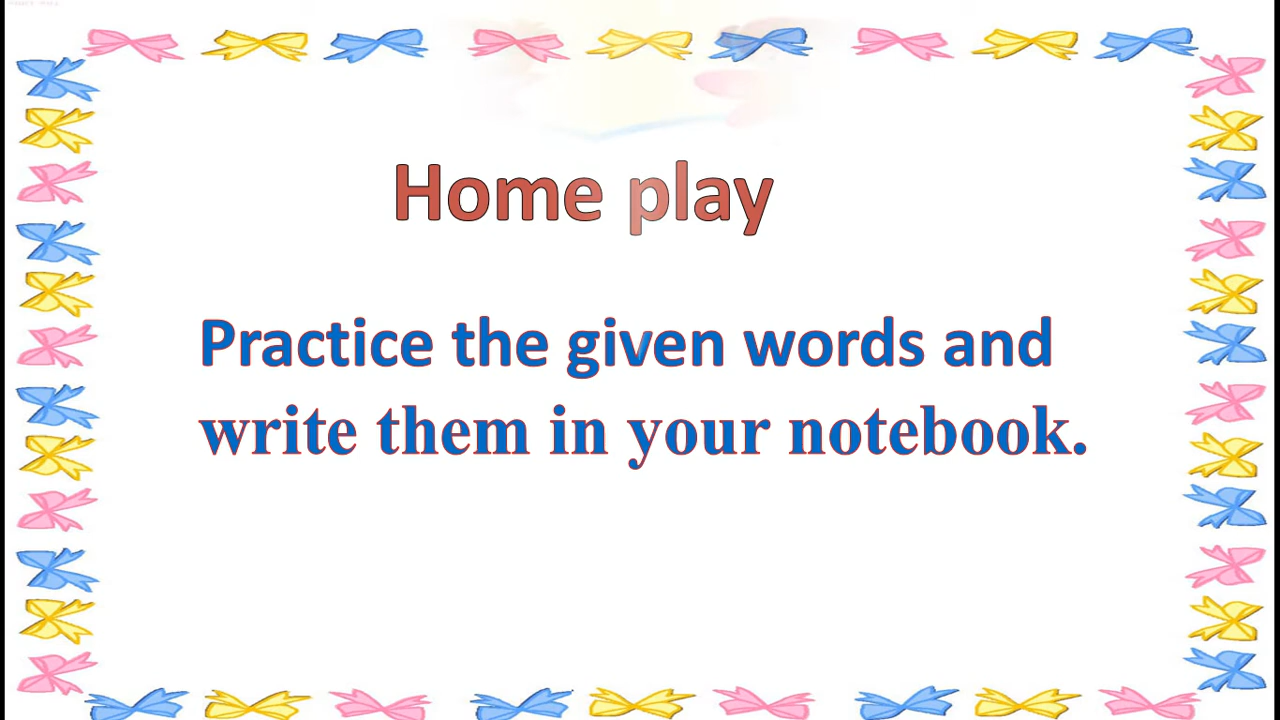 Home play
Practice the given words and
write them in your notebook.